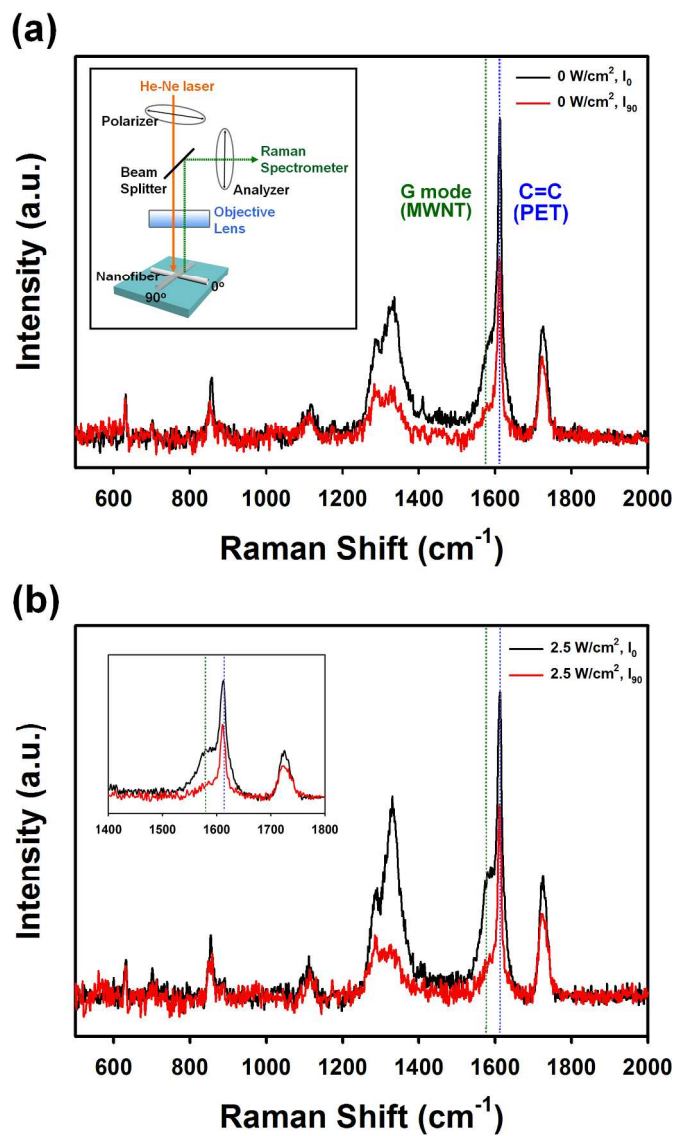 (a)
0 W/cm², I₀
0 W/cm², I₉₀
He-Ne laser
Polarizer
Raman
Spectrometer
Beam
Splitter
Analyzer
Objective
Lens
Nanofiber
90º
0º
G mode
(MWNT)
C=C
(PET)
Intensity (a.u.)
600 800 1000 1200 1400 1600 1800 2000
Raman Shift (cm⁻¹)
(b)
2.5 W/cm², I₀
2.5 W/cm², I₉₀
1400 1500 1600 1700 1800
Intensity (a.u.)
600 800 1000 1200 1400 1600 1800 2000
Raman Shift (cm⁻¹)